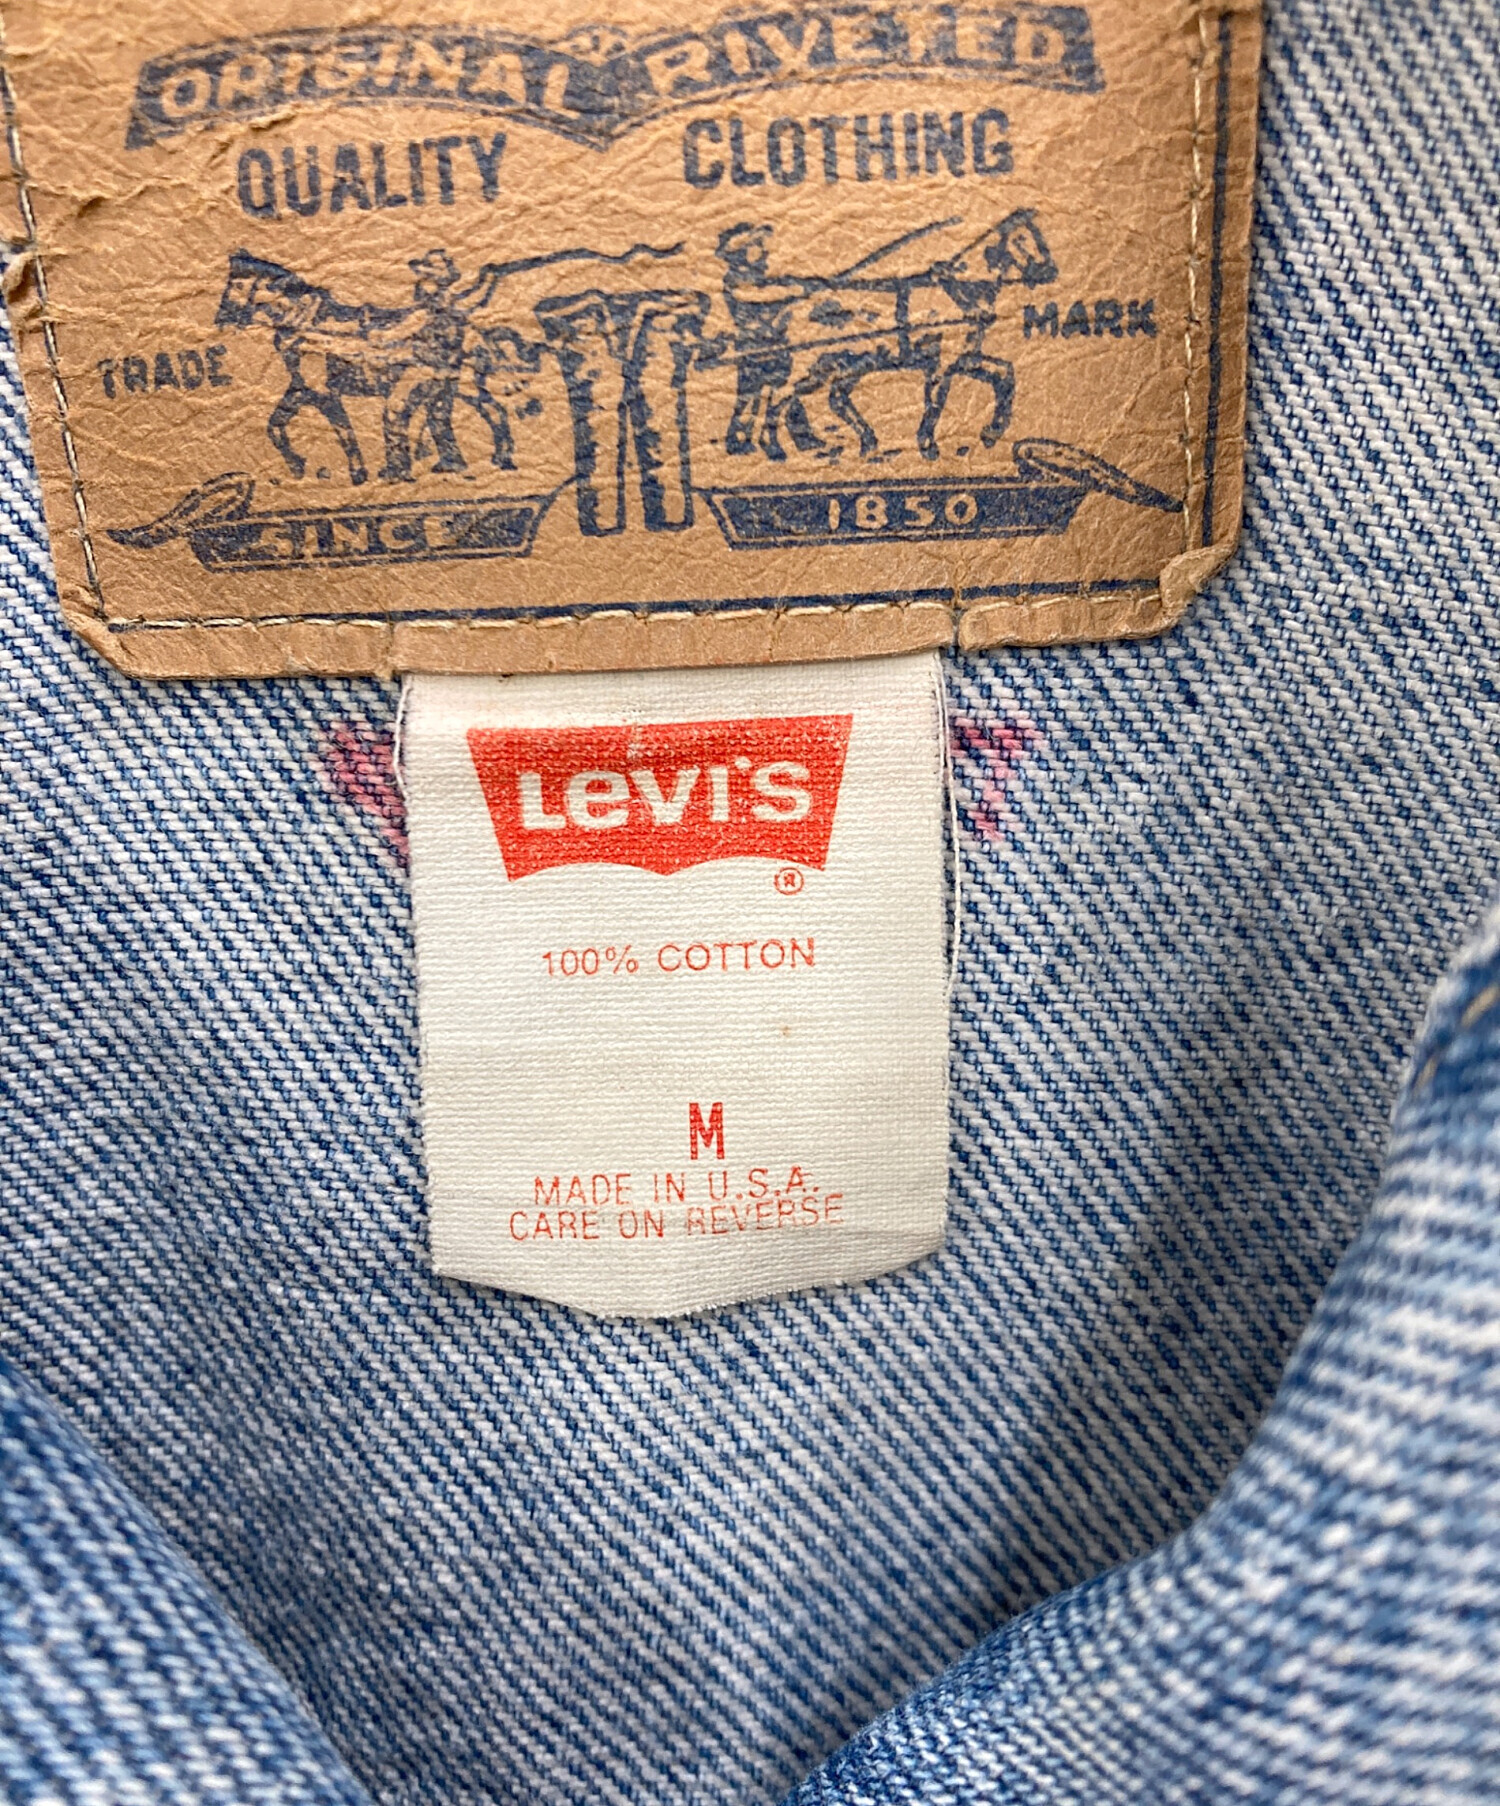 ORIGINAL RIVETED
QUALITY CLOTHING
TRADE MARK
SINCE 1850
Levi's
®
100% COTTON
M
MADE IN U.S.A.
CARE ON REVERSE